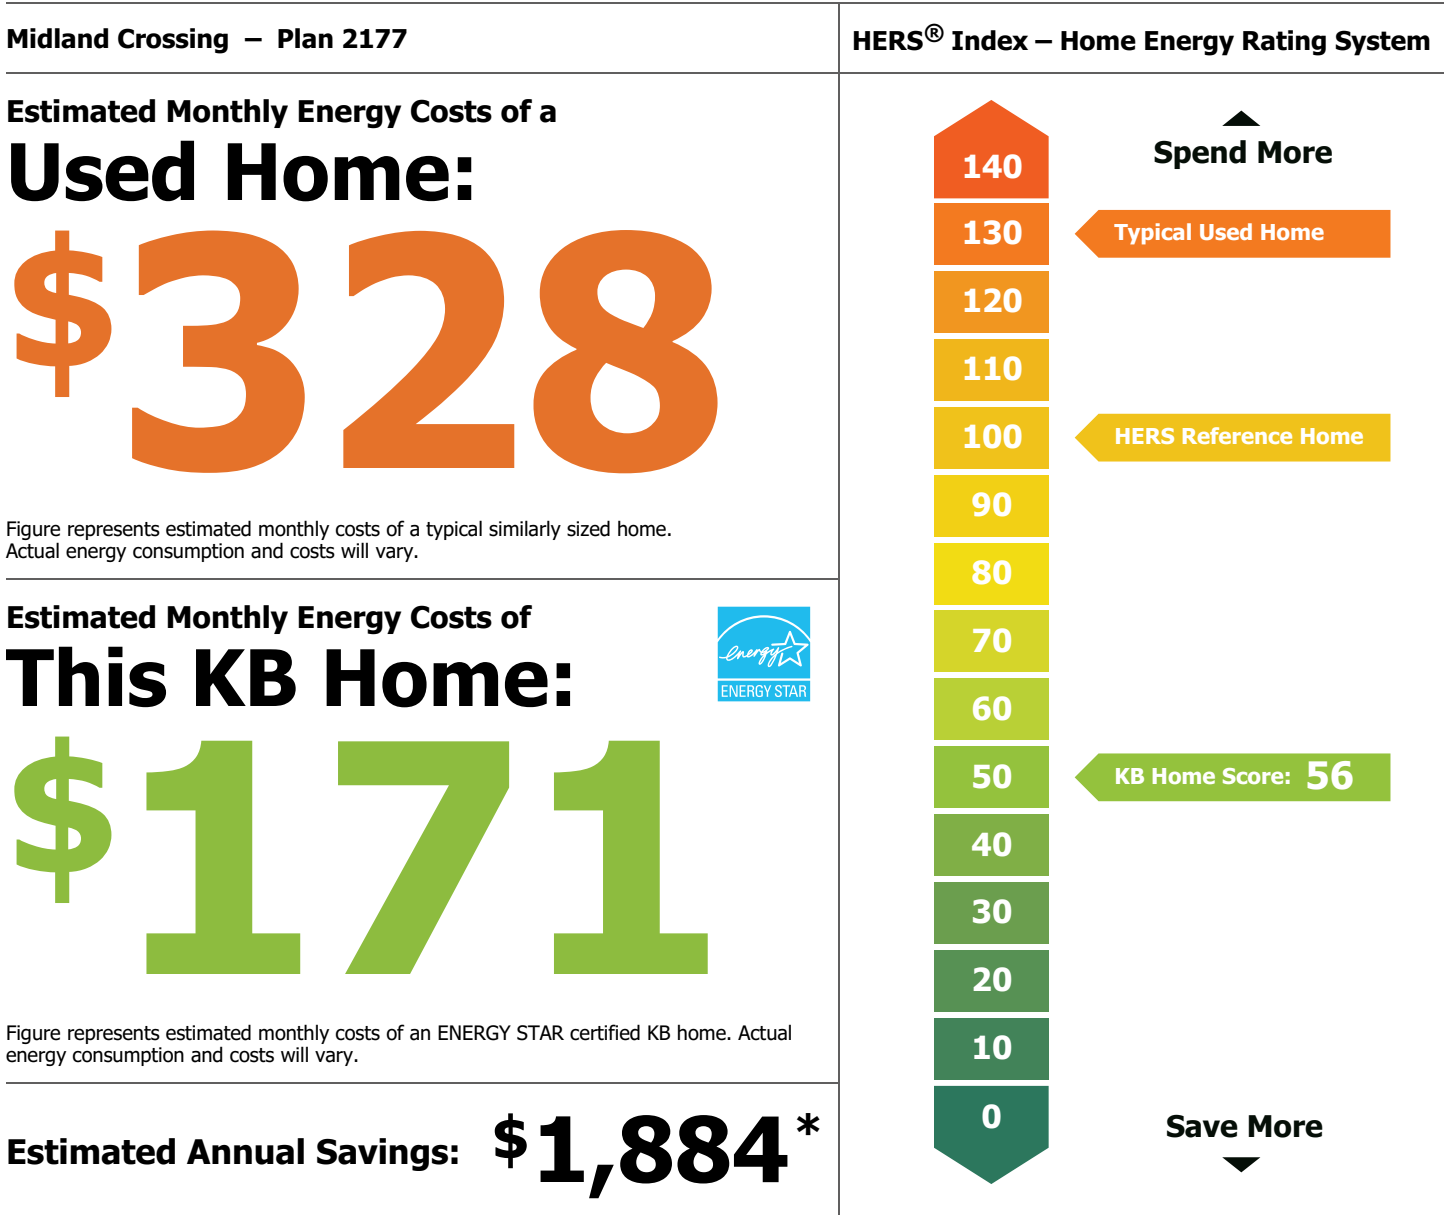 Midland Crossing – Plan 2177
Estimated Monthly Energy Costs of a
Used Home:
$328
Figure represents estimated monthly costs of a typical similarly sized home.
Actual energy consumption and costs will vary.
Estimated Monthly Energy Costs of
This KB Home:
energy
ENERGY STAR
$171
Figure represents estimated monthly costs of an ENERGY STAR certified KB home. Actual
energy consumption and costs will vary.
Estimated Annual Savings: $1,884*
HERS® Index – Home Energy Rating System
Spend More
140
130 Typical Used Home
120
110
100 HERS Reference Home
90
80
70
60
50 KB Home Score: 56
40
30
20
10
0
Save More